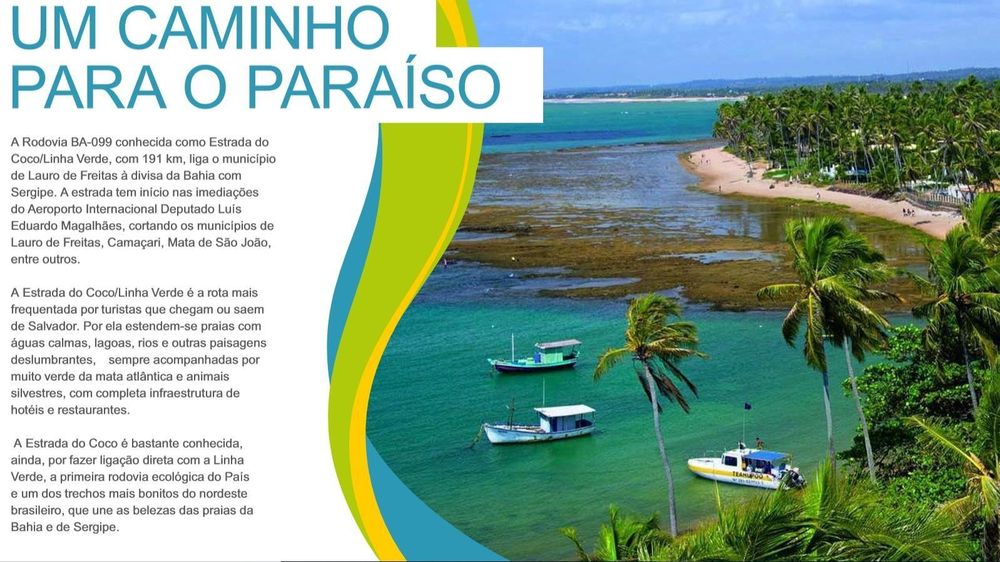 UM CAMINHO
PARA O PARAÍSO
A Rodovia BA-099 conhecida como Estrada do
Coco/Linha Verde, com 191 km, liga o município
de Lauro de Freitas à divisa da Bahia com
Sergipe. A estrada tem início nas imediações
do Aeroporto Internacional Deputado Luís
Eduardo Magalhães, cortando os municípios de
Lauro de Freitas, Camaçari, Mata de São João,
entre outros.
A Estrada do Coco/Linha Verde é a rota mais
frequentada por turistas que chegam ou saem
de Salvador. Por ela estendem-se praias com
águas calmas, lagoas, rios e outras paisagens
deslumbrantes, sempre acompanhadas por
muito verde da mata atlântica e animais
silvestres, com completa infraestrutura de
hotéis e restaurantes.
A Estrada do Coco é bastante conhecida,
ainda, por fazer ligação direta com a Linha
Verde, a primeira rodovia ecológica do País
e um dos trechos mais bonitos do nordeste
brasileiro, que une as belezas das praias da
Bahia e de Sergipe.
TEAHUPOO